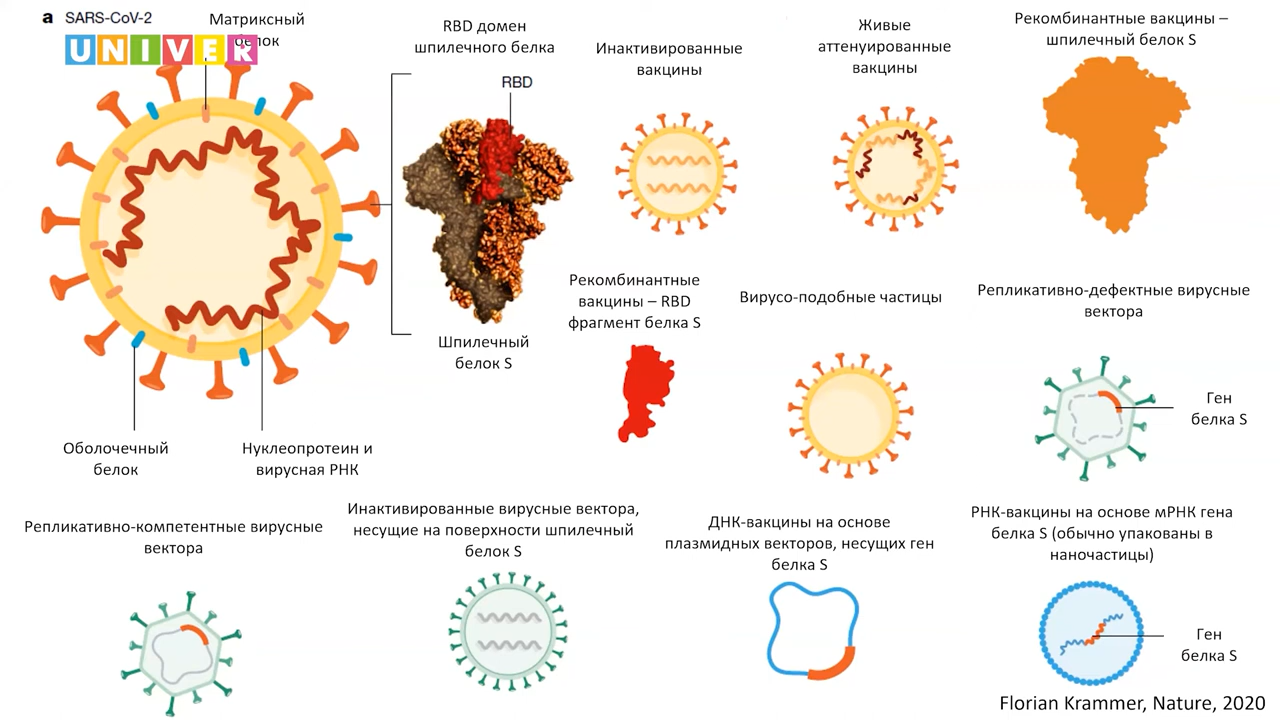 a SARS-CoV-2
Матриксный
белок
UNIVER
RBD домен
шпилечного белка
RBD
Шпилечный
белок S
Оболочечный
белок
Нуклеопротеин и
вирусная РНК
Инактивированные
вакцины
Живые
аттенуированные
вакцины
Рекомбинантные вакцины –
шпилечный белок S
Рекомбинантные
вакцины – RBD
фрагмент белка S
Вирусо-подобные частицы
Репликативно-дефектные вирусные
вектора
Ген
белка S
Репликативно-компетентные вирусные
вектора
Инактивированные вирусные вектора,
несущие на поверхности шпилечный
белок S
ДНК-вакцины на основе
плазмидных векторов, несущих ген
белка S
РНК-вакцины на основе мРНК гена
белка S (обычно упакованы в
наночастицы)
Ген
белка S
Florian Krammer, Nature, 2020